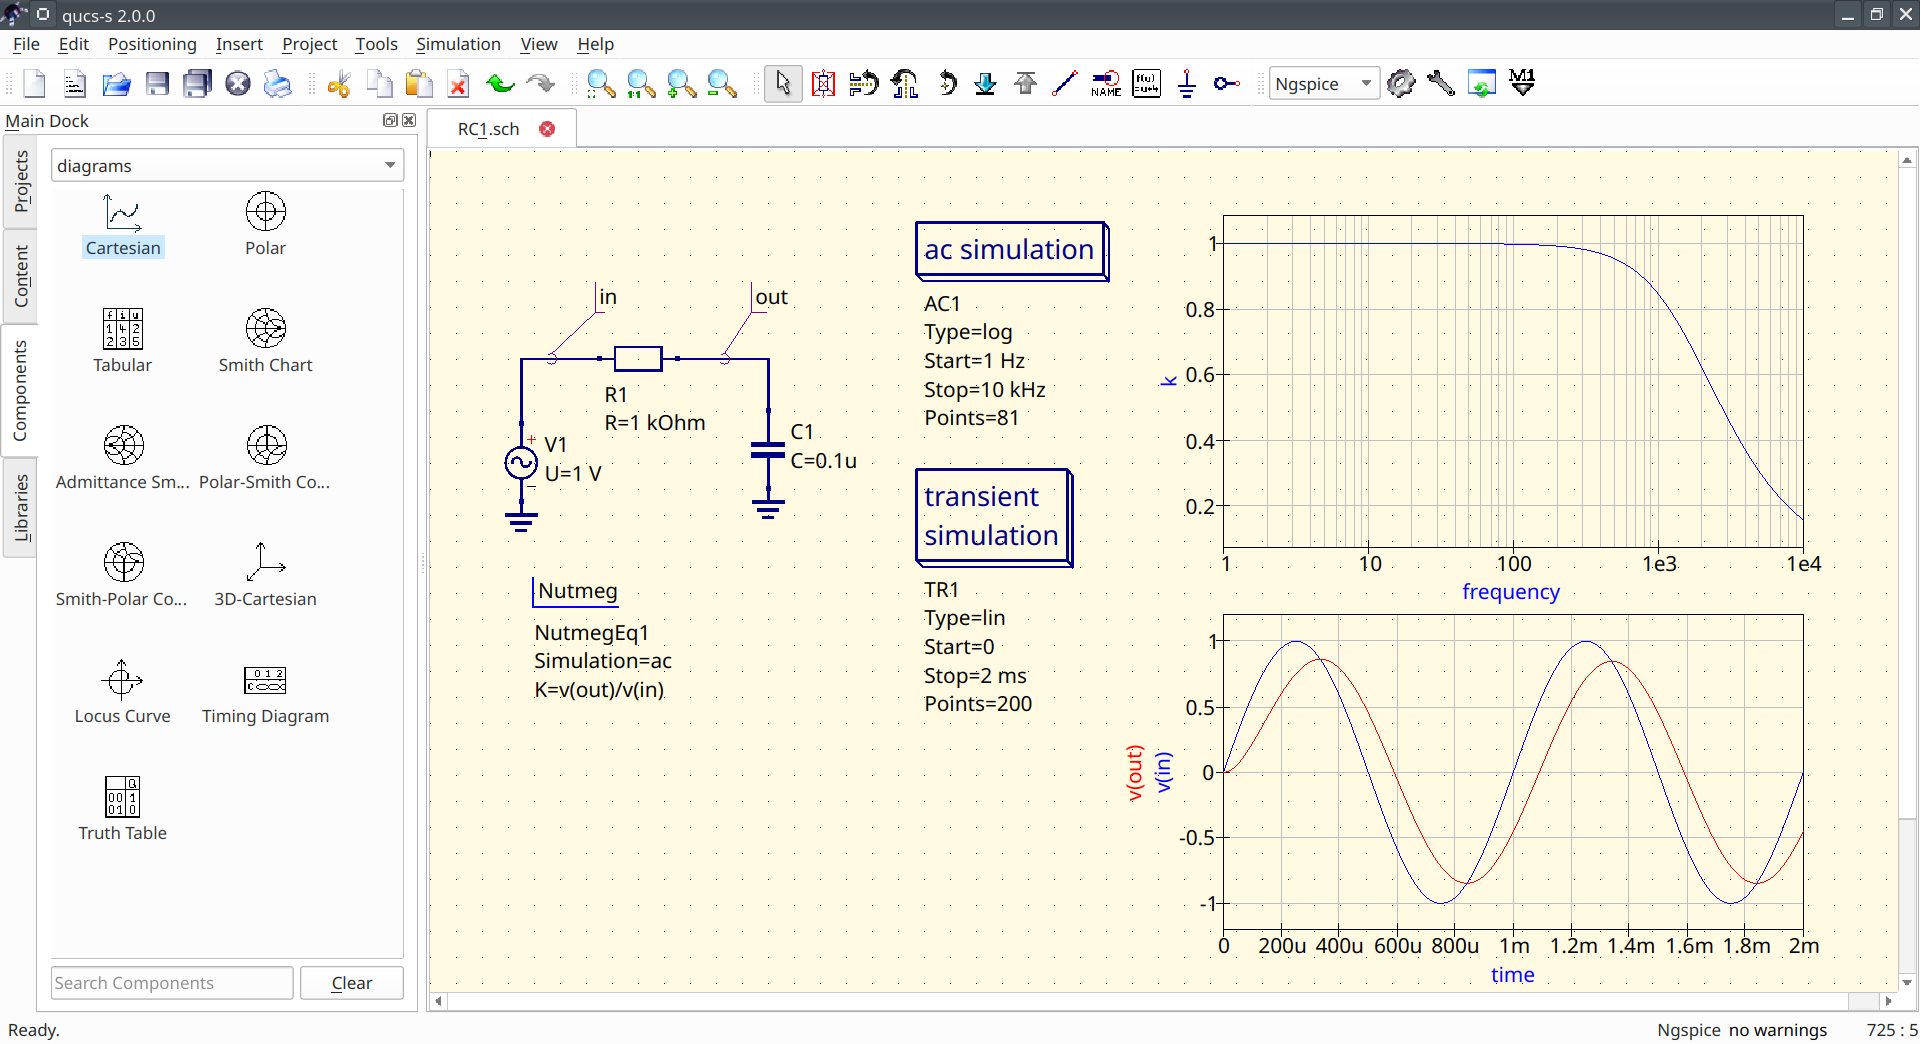 qucs-s 2.0.0
File Edit Positioning Insert Project Tools Simulation View Help
1:1
NAME
Ngspice
M1
Main Dock
RC1.sch
Projects
Content
Components
Libraries
diagrams
Cartesian
Polar
Tabular
Smith Chart
Admittance Sm...
Polar-Smith Co...
Smith-Polar Co...
3D-Cartesian
Locus Curve
Timing Diagram
Truth Table
Search Components
Clear
in
out
R1
R=1 kOhm
V1
U=1 V
C1
C=0.1u
Nutmeg
NutmegEq1
Simulation=ac
K=v(out)/v(in)
ac simulation
AC1
Type=log
Start=1 Hz
Stop=10 kHz
Points=81
transient
simulation
TR1
Type=lin
Start=0
Stop=2 ms
Points=200
k
1
0.8
0.6
0.4
0.2
1 10 100 1e3 1e4
frequency
v(out)
v(in)
1
0.5
0
-0.5
-1
0 200u 400u 600u 800u 1m 1.2m 1.4m 1.6m 1.8m 2m
time
Ready.
Ngspice no warnings 725 : 5